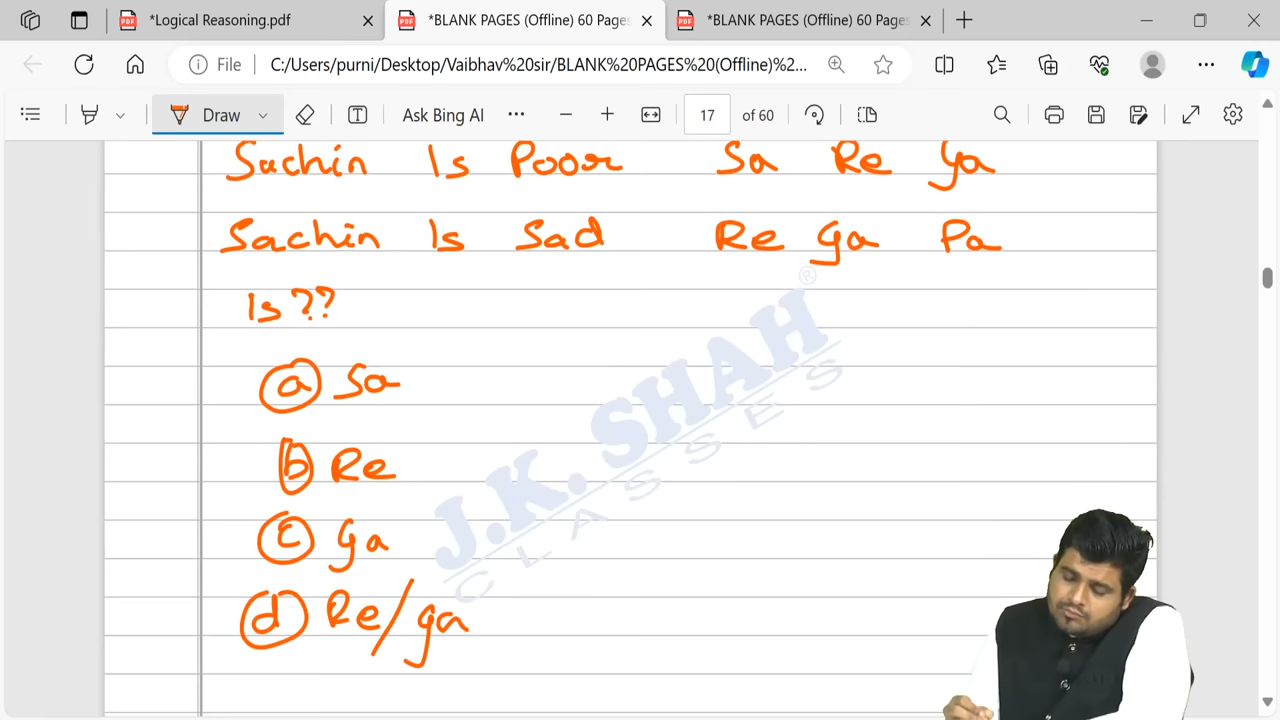 *Logical Reasoning.pdf
*BLANK PAGES (Offline) 60 Pages
*BLANK PAGES (Offline) 60 Pages
File
C:/Users/purni/Desktop/Vaibhav%20sir/BLANK%20PAGES%20(Offline)%2...
Draw
Ask Bing AI
17
of 60
Sachin Is Poor Sa Re Ga
Sachin Is Sad Re Ga Pa
Is ??
a Sa
b Re
c Ga
d Re/Ga
J.K. SHAH ®
CLASSES